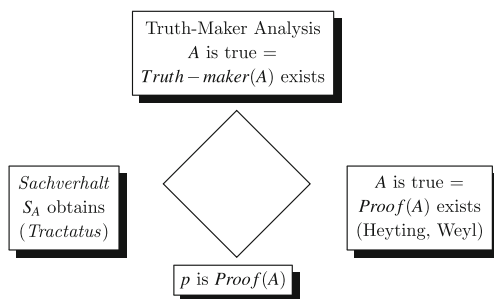 Truth-Maker Analysis
A is true =
Truth−maker(A) exists
Sachverhalt
S_A obtains
(Tractatus)
A is true =
Proof(A) exists
(Heyting, Weyl)
p is Proof(A)